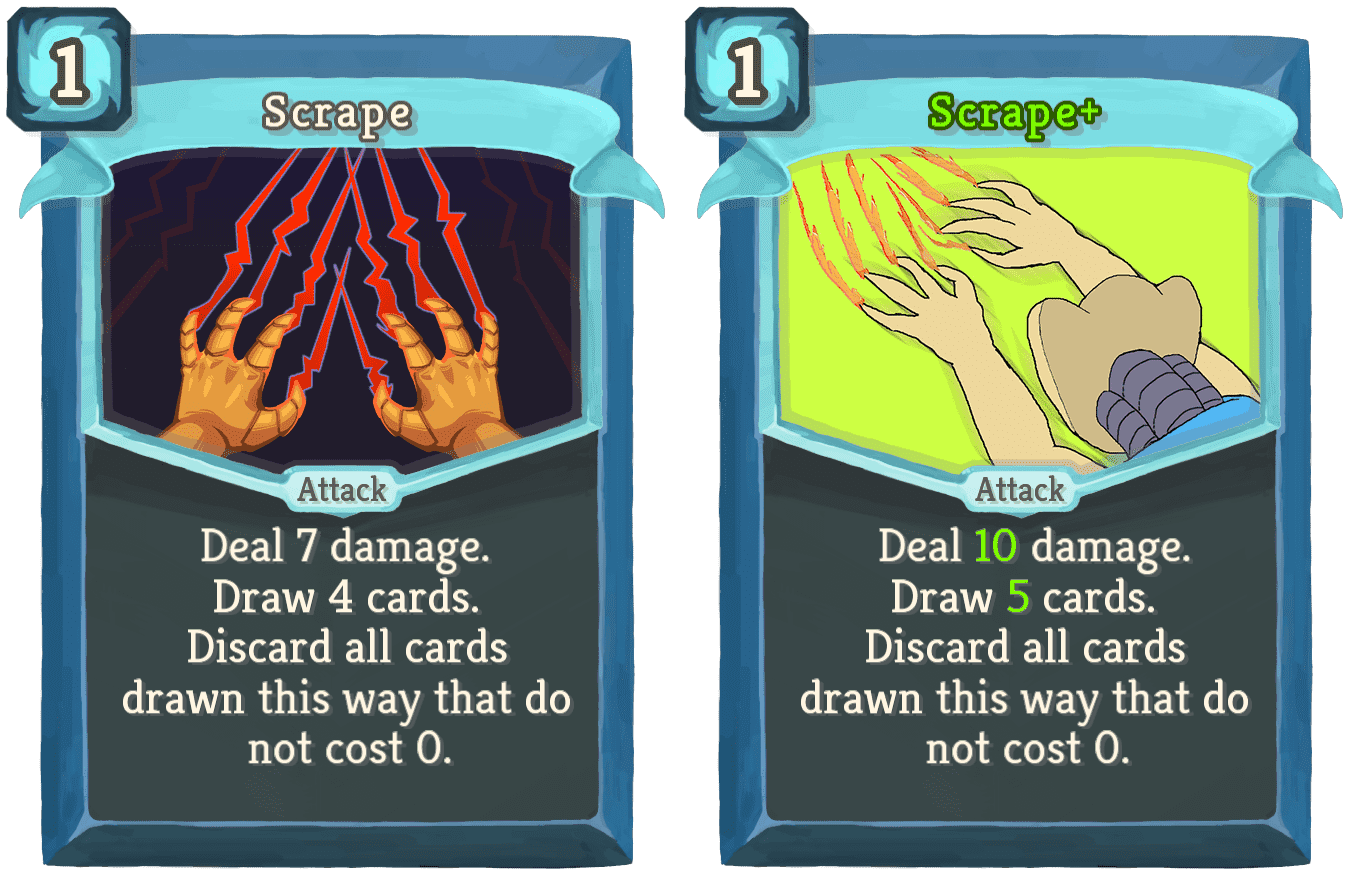 1
Scrape
Attack
Deal 7 damage.
Draw 4 cards.
Discard all cards
drawn this way that do
not cost 0.
1
Scrape+
Attack
Deal 10 damage.
Draw 5 cards.
Discard all cards
drawn this way that do
not cost 0.